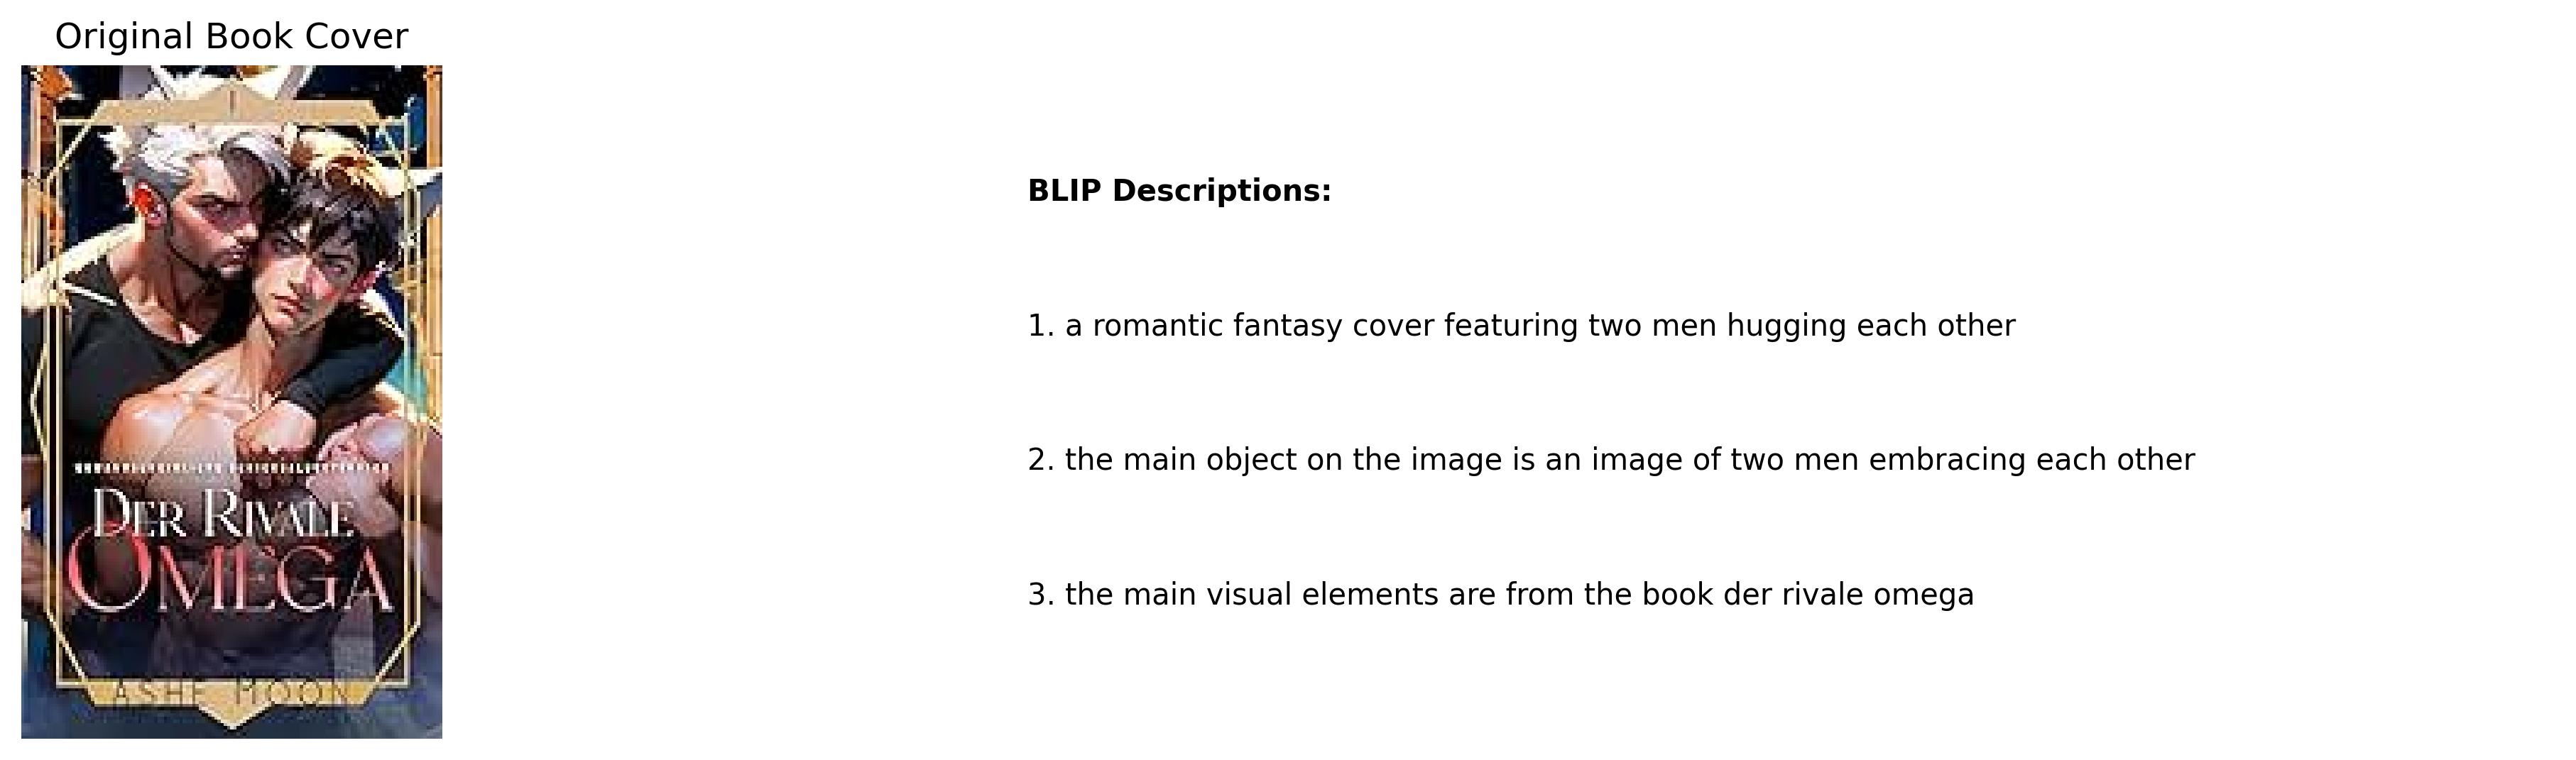 Original Book Cover
I
DER RIVALE
OMEGA
ASHE MOON
BLIP Descriptions:
1. a romantic fantasy cover featuring two men hugging each other
2. the main object on the image is an image of two men embracing each other
3. the main visual elements are from the book der rivale omega